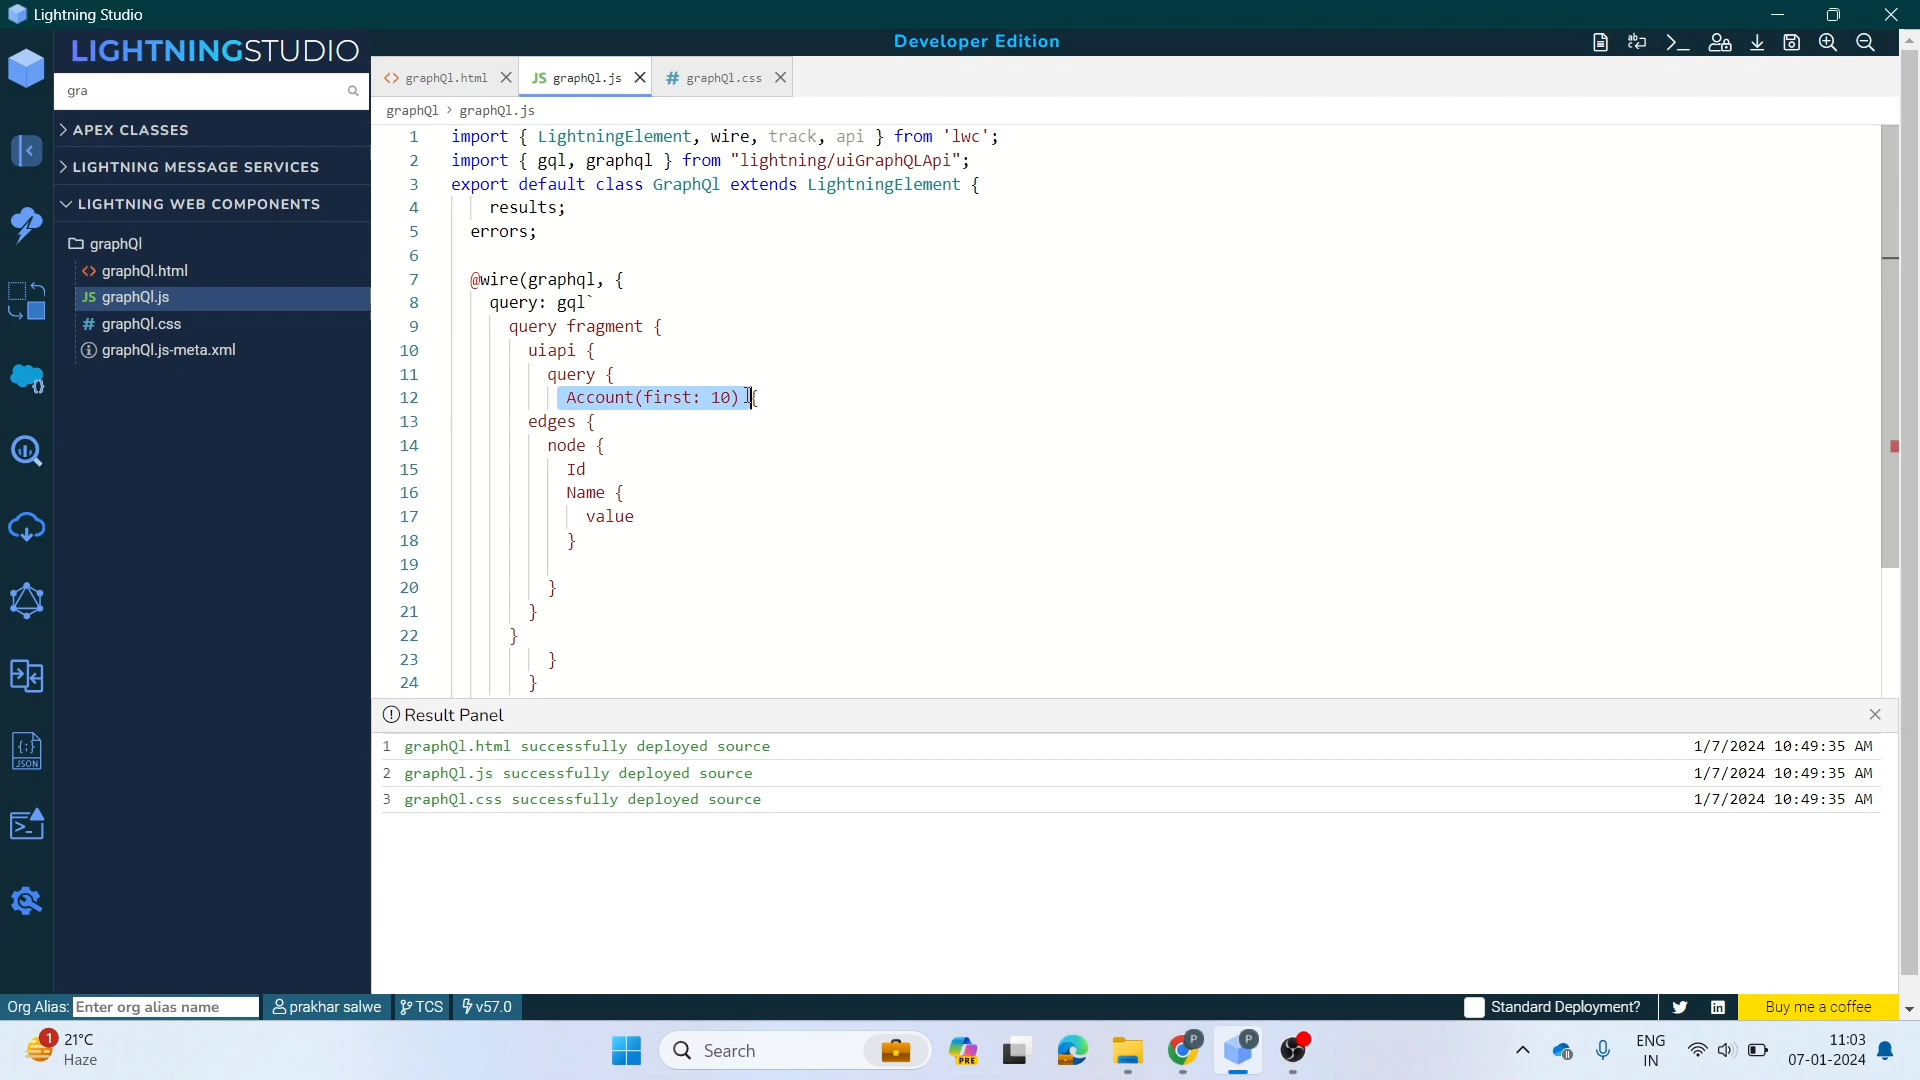 Lightning Studio
LIGHTNINGSTUDIO
Developer Edition
gra
APEX CLASSES
LIGHTNING MESSAGE SERVICES
LIGHTNING WEB COMPONENTS
graphQl
<> graphQl.html
JS graphQl.js
# graphQl.css
graphQl.js-meta.xml
<> graphQl.html
JS graphQl.js
# graphQl.css
graphQl > graphQl.js
1 import { LightningElement, wire, track, api } from 'lwc';
2 import { gql, graphql } from "lightning/uiGraphQLApi";
3 export default class GraphQl extends LightningElement {
4 results;
5 errors;
6
7 @wire(graphql, {
8 query: gql`
9 query fragment {
10 uiapi {
11 query {
12 Account(first: 10) {
13 edges {
14 node {
15 Id
16 Name {
17 value
18 }
19
20 }
21 }
22 }
23 }
24 }
Result Panel
1 graphQl.html successfully deployed source 1/7/2024 10:49:35 AM
2 graphQl.js successfully deployed source 1/7/2024 10:49:35 AM
3 graphQl.css successfully deployed source 1/7/2024 10:49:35 AM
Org Alias: Enter org alias name prakhar salwe TCS v57.0 Standard Deployment? Buy me a coffee
1 21°C
Haze
Search
PRE
P
P
ENG
IN
11:03
07-01-2024
JSON